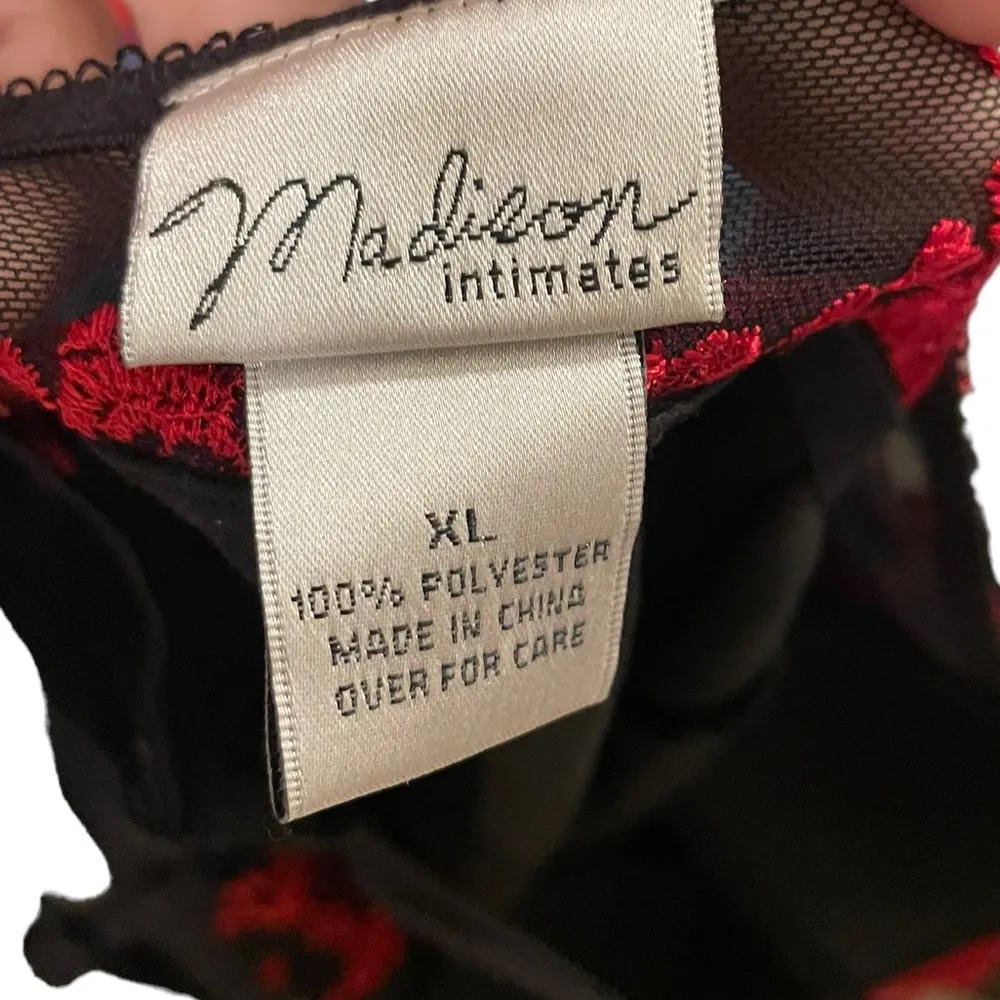 Madison
intimates
XL
100% POLYESTER
MADE IN CHINA
OVER FOR CARE